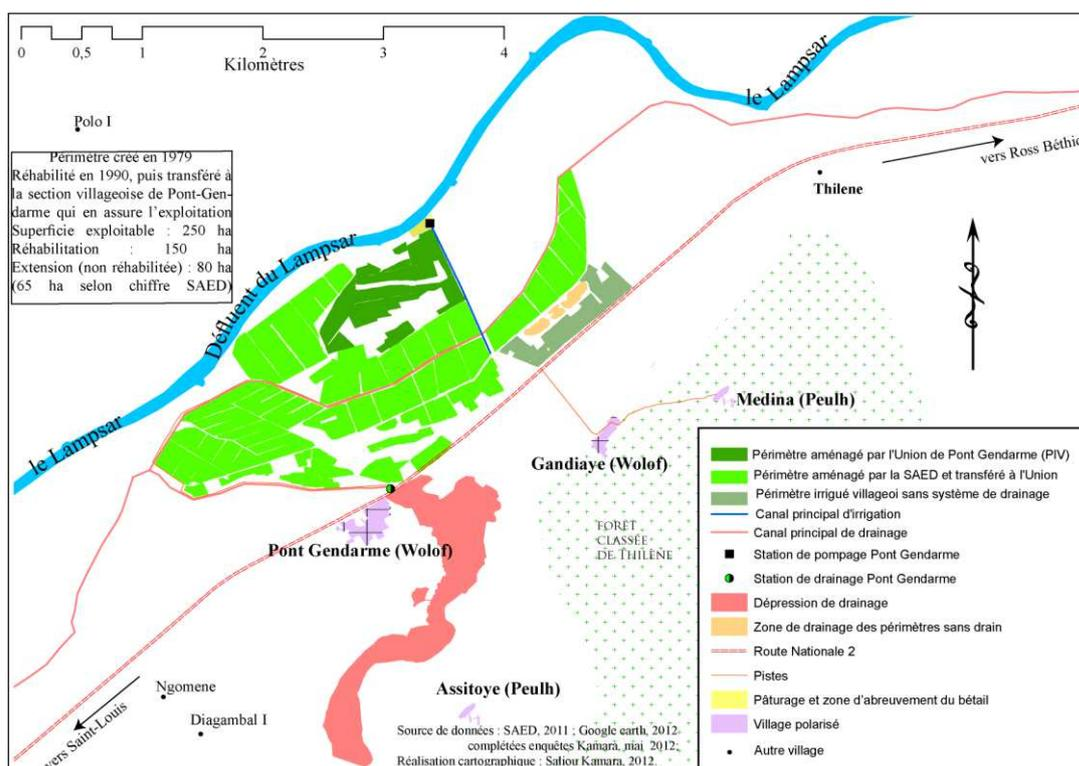 0 0,5 1 2 3 4
Kilomètres
le Lampsar
Polo I
vers Ross Béthio
Thilene
Périmètre créé en 1979
Réhabilité en 1990, puis transféré à
la section villageoise de Pont-Gen-
darme qui en assure l'exploitation
Superficie exploitable : 250 ha
Réhabilitation : 150 ha
Extension (non réhabilitée) : 80 ha
(65 ha selon chiffre SAED)
Défluent du Lampsar
le Lampsar
Medina (Peulh)
Gandiaye (Wolof)
FORÊT
CLASSÉE
DE THILÈNE
Pont Gendarme (Wolof)
Ngomene
Diagambal I
vers Saint-Louis
Assitoye (Peulh)
Source de données : SAED, 2011 ; Google earth, 2012
complétées enquêtes Kamara, mai 2012;
Réalisation cartographique : Saliou Kamara, 2012.
Périmètre aménagé par l'Union de Pont Gendarme (PIV)
Périmètre aménagé par la SAED et transféré à l'Union
Périmètre irrigué villageoi sans système de drainage
Canal principal d'irrigation
Canal principal de drainage
Station de pompage Pont Gendarme
Station de drainage Pont Gendarme
Dépression de drainage
Zone de drainage des périmètres sans drain
Route Nationale 2
Pistes
Pâturage et zone d'abreuvement du bétail
Village polarisé
Autre village